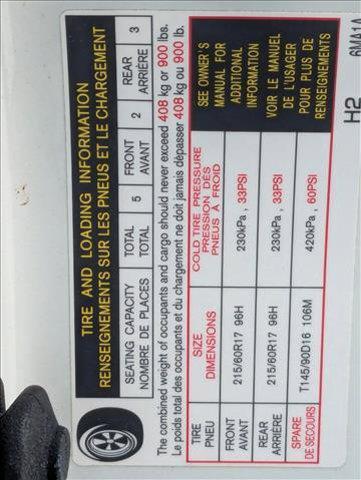 TIRE AND LOADING INFORMATION
RENSEIGNEMENTS SUR LES PNEUS ET LE CHARGEMENT
SEATING CAPACITY TOTAL 5 FRONT 2 REAR 3
NOMBRE DE PLACES TOTAL AVANT ARRIÈRE
The combined weight of occupants and cargo should never exceed 408 kg or 900 lbs.
Le poids total des occupants et du chargement ne doit jamais dépasser 408 kg ou 900 lb.
TIRE SIZE COLD TIRE PRESSURE SEE OWNER'S
PNEU DIMENSIONS PRESSION DES MANUAL FOR
PNEUS À FROID ADDITIONAL
INFORMATION
FRONT 215/60R17 96H 230kPa, 33PSI
AVANT
REAR 215/60R17 96H 230kPa, 33PSI VOIR LE MANUEL
ARRIÈRE DE L'USAGER
SPARE T145/90D16 106M 420kPa, 60PSI POUR PLUS DE
DE SECOURS RENSEIGNEMENTS
H2 6MA1A